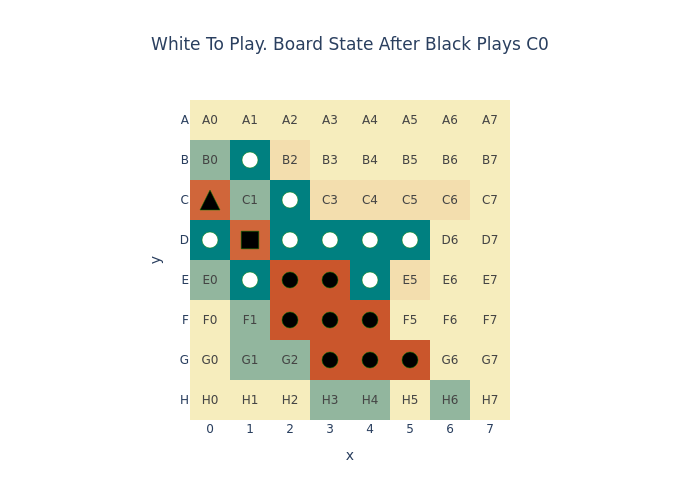 White To Play. Board State After Black Plays C0
A A0 A1 A2 A3 A4 A5 A6 A7
B B0 B2 B3 B4 B5 B6 B7
C C1 C3 C4 C5 C6 C7
D D6 D7
E E0 E5 E6 E7
F F0 F1 F5 F6 F7
G G0 G1 G2 G6 G7
H H0 H1 H2 H3 H4 H5 H6 H7
0 1 2 3 4 5 6 7
x
y